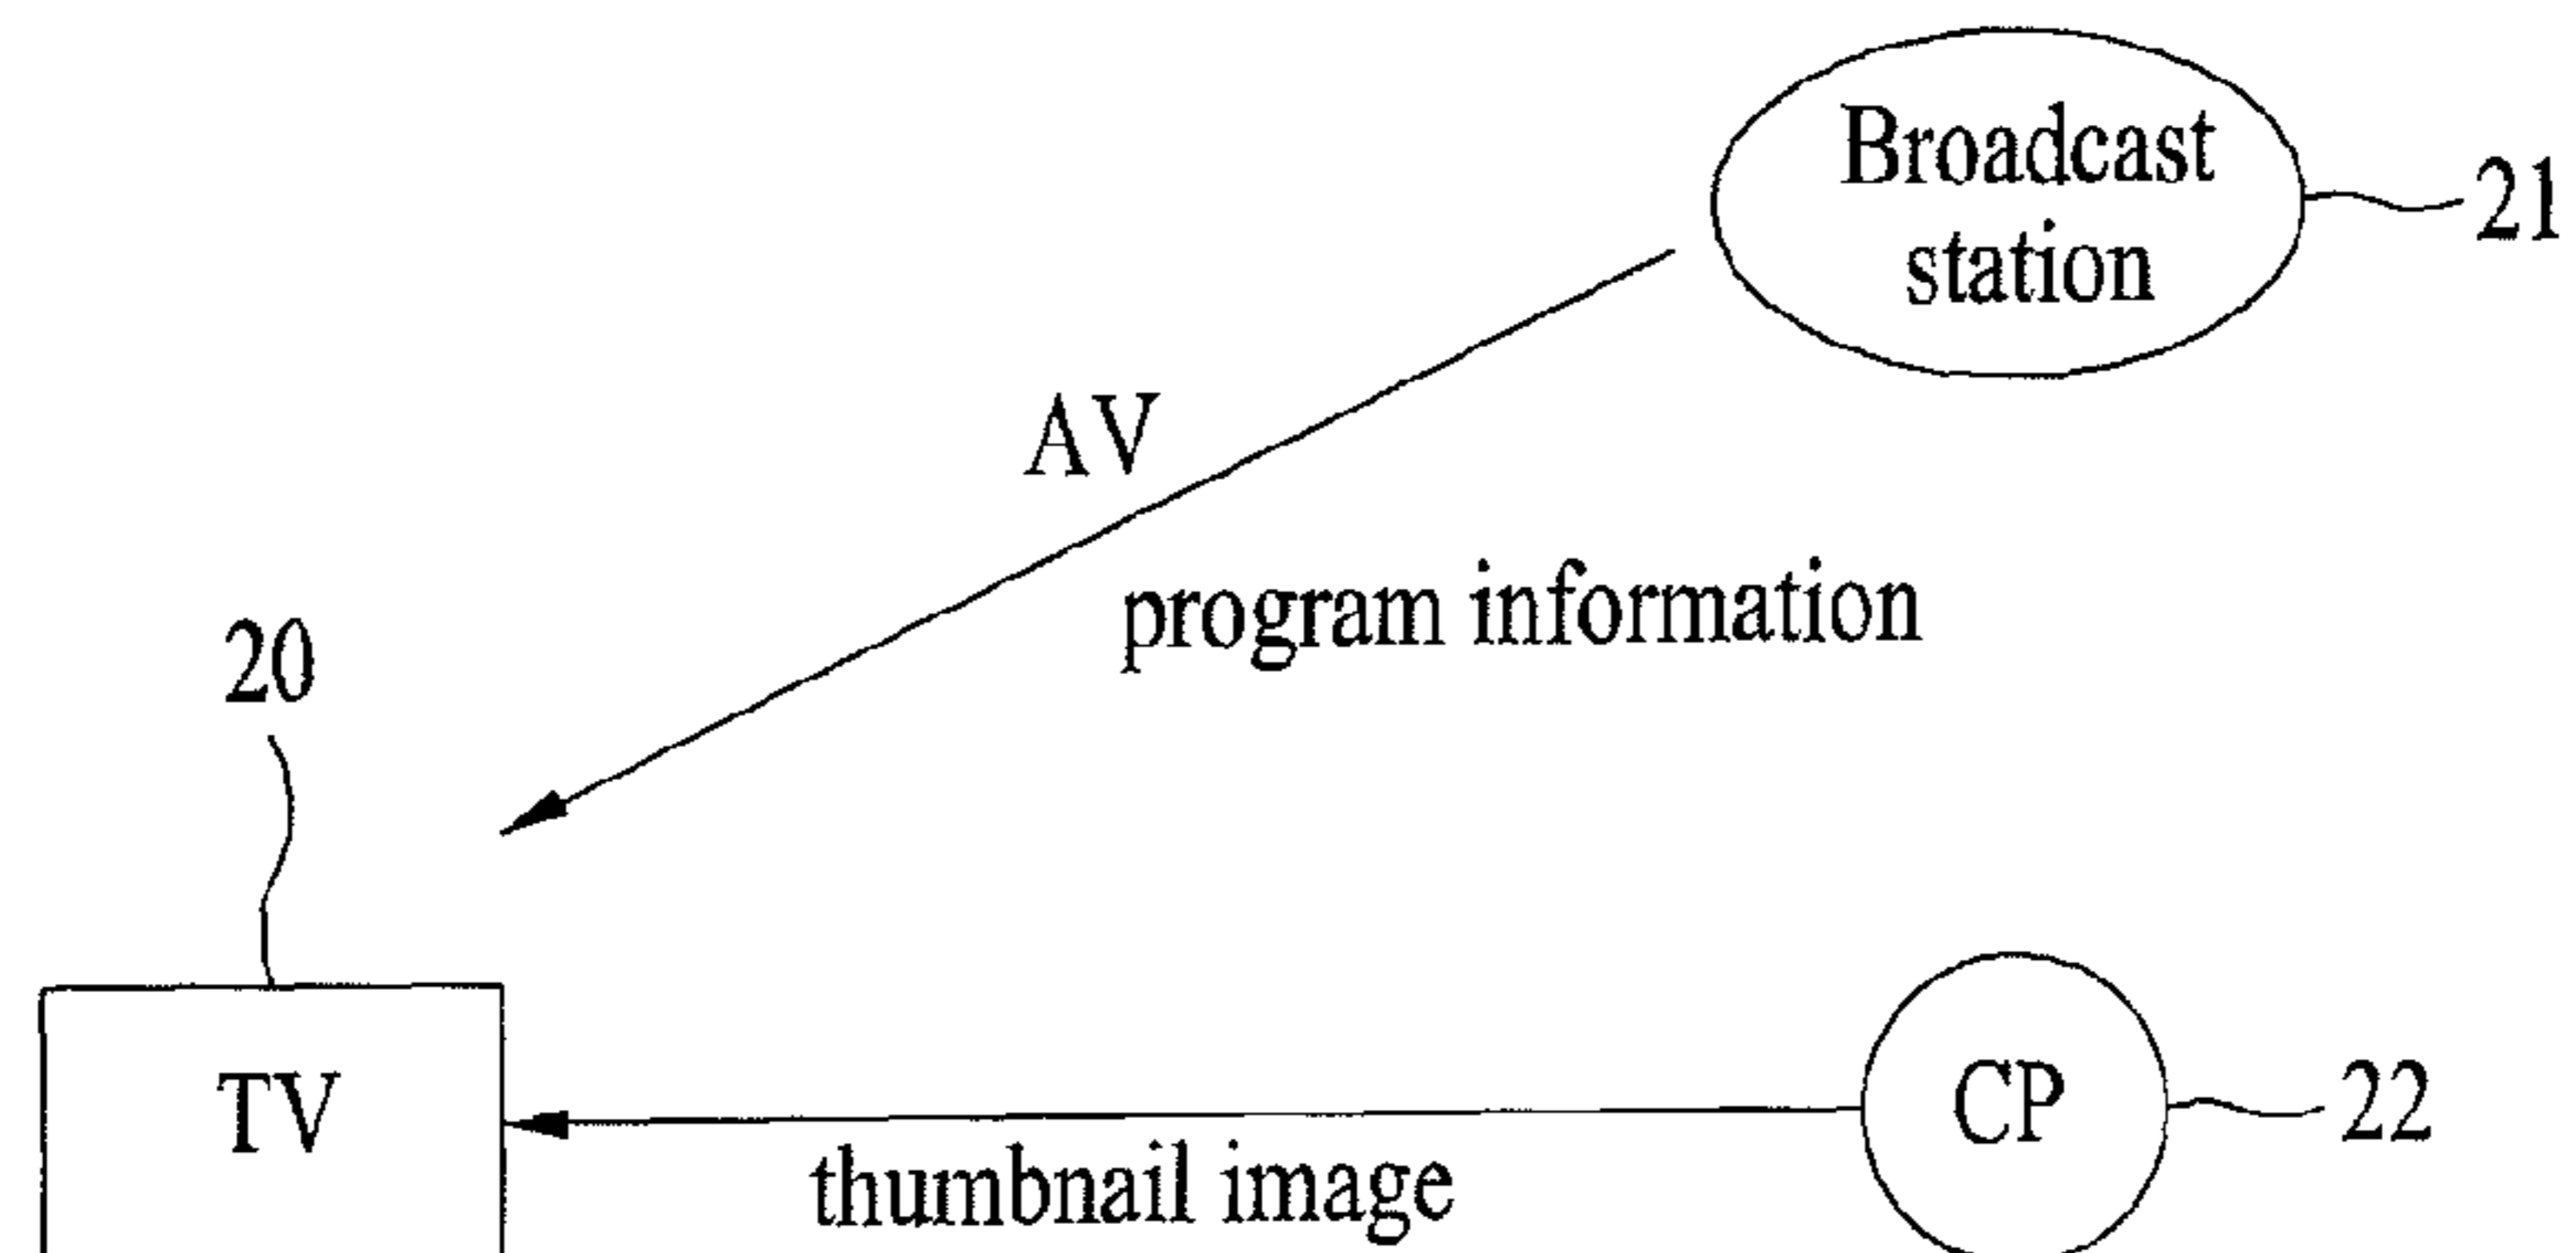 Broadcast
station
21
AV
program information
20
TV
CP
22
thumbnail image